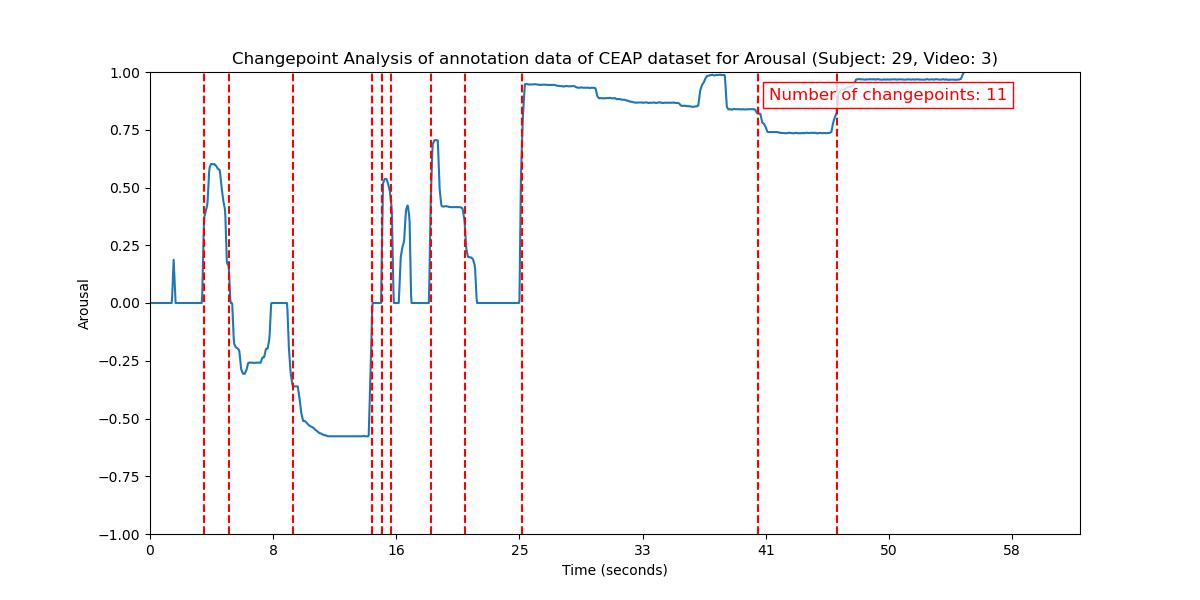 Changepoint Analysis of annotation data of CEAP dataset for Arousal (Subject: 29, Video: 3)
1.00
Number of changepoints: 11
0.75
0.50
0.25
Arousal
0.00
−0.25
−0.50
−0.75
−1.00
0 8 16 25 33 41 50 58
Time (seconds)